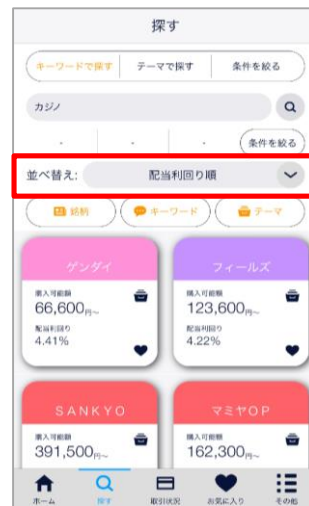 探す
キーワードで探す テーマで探す 条件を絞る
カジノ
- - - 条件を絞る
並べ替え: 配当利回り順
銘柄 キーワード テーマ
ゲンダイ フィールズ
購入可能額 購入可能額
66,600円~ 123,600円~
配当利回り 配当利回り
4.41% 4.22%
SANKYO マミヤOP
購入可能額 購入可能額
391,500円~ 162,300円~
ホーム 探す 取引状況 お気に入り その他